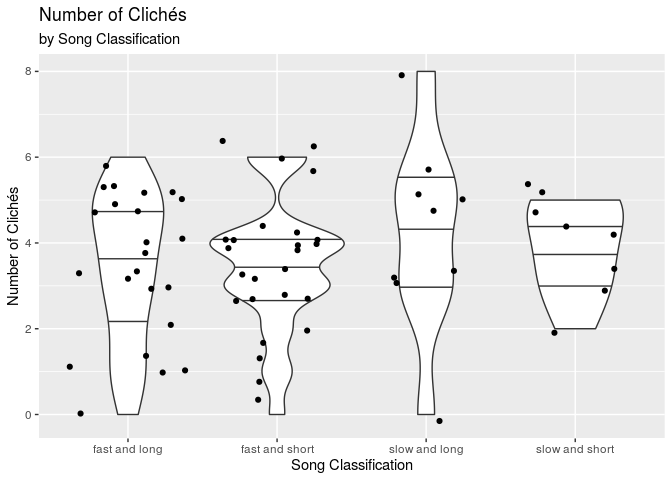 Number of Clichés
by Song Classification
Number of Clichés
8
6
4
2
0
fast and long
fast and short
slow and long
slow and short
Song Classification